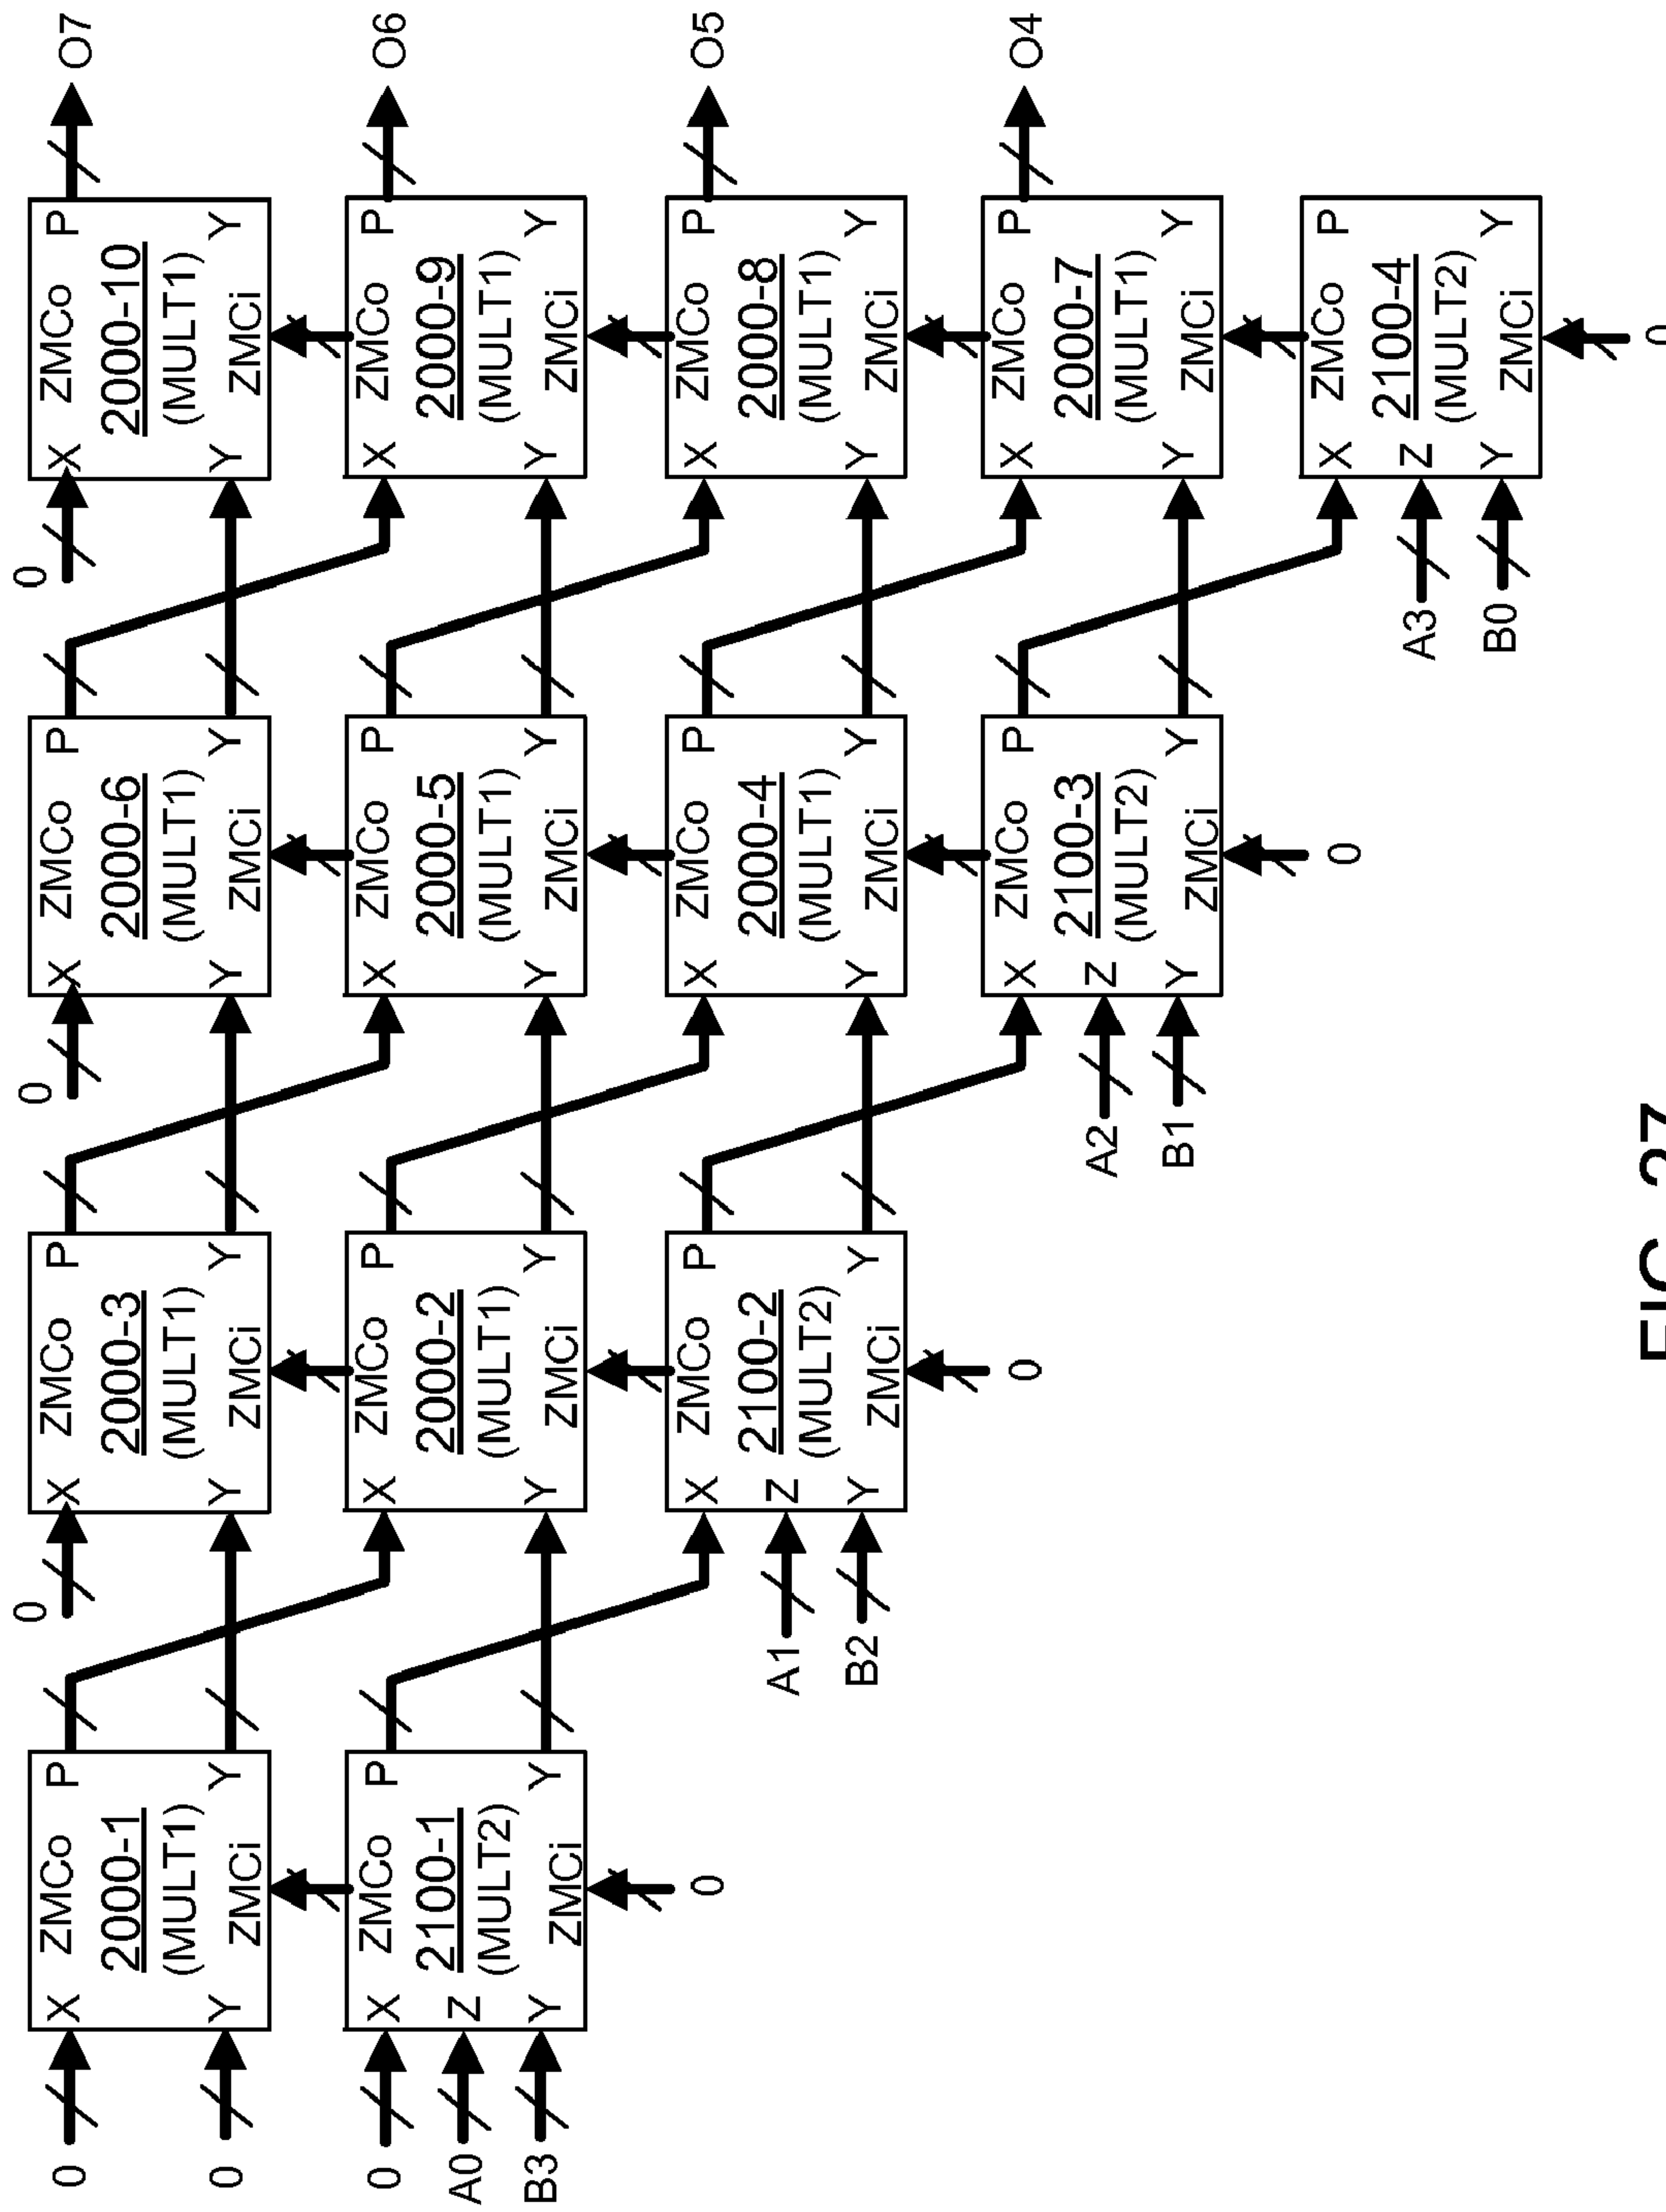 0 0 0
0 X ZMCo P X ZMCo P X ZMCo P X ZMCo P O7
2000-1 2000-3 2000-6 2000-10
(MULT1) (MULT1) (MULT1) (MULT1)
0 Y ZMCi Y Y ZMCi Y Y ZMCi Y Y ZMCi Y
0 X ZMCo P X ZMCo P X ZMCo P X ZMCo P O6
A0 Z 2100-1 2000-2 2000-5 2000-9
(MULT2) (MULT1) (MULT1) (MULT1)
B3 Y ZMCi Y Y ZMCi Y Y ZMCi Y Y ZMCi Y
0 X ZMCo P X ZMCo P X ZMCo P O5
A1 Z 2100-2 2000-4 2000-8
(MULT2) (MULT1) (MULT1)
B2 Y ZMCi Y Y ZMCi Y Y ZMCi Y
0 X ZMCo P X ZMCo P O4
A2 Z 2100-3 2000-7
(MULT2) (MULT1)
B1 Y ZMCi Y Y ZMCi Y
0 X ZMCo P
A3 Z 2100-4
(MULT2)
B0 Y ZMCi Y
0
FIG. 27